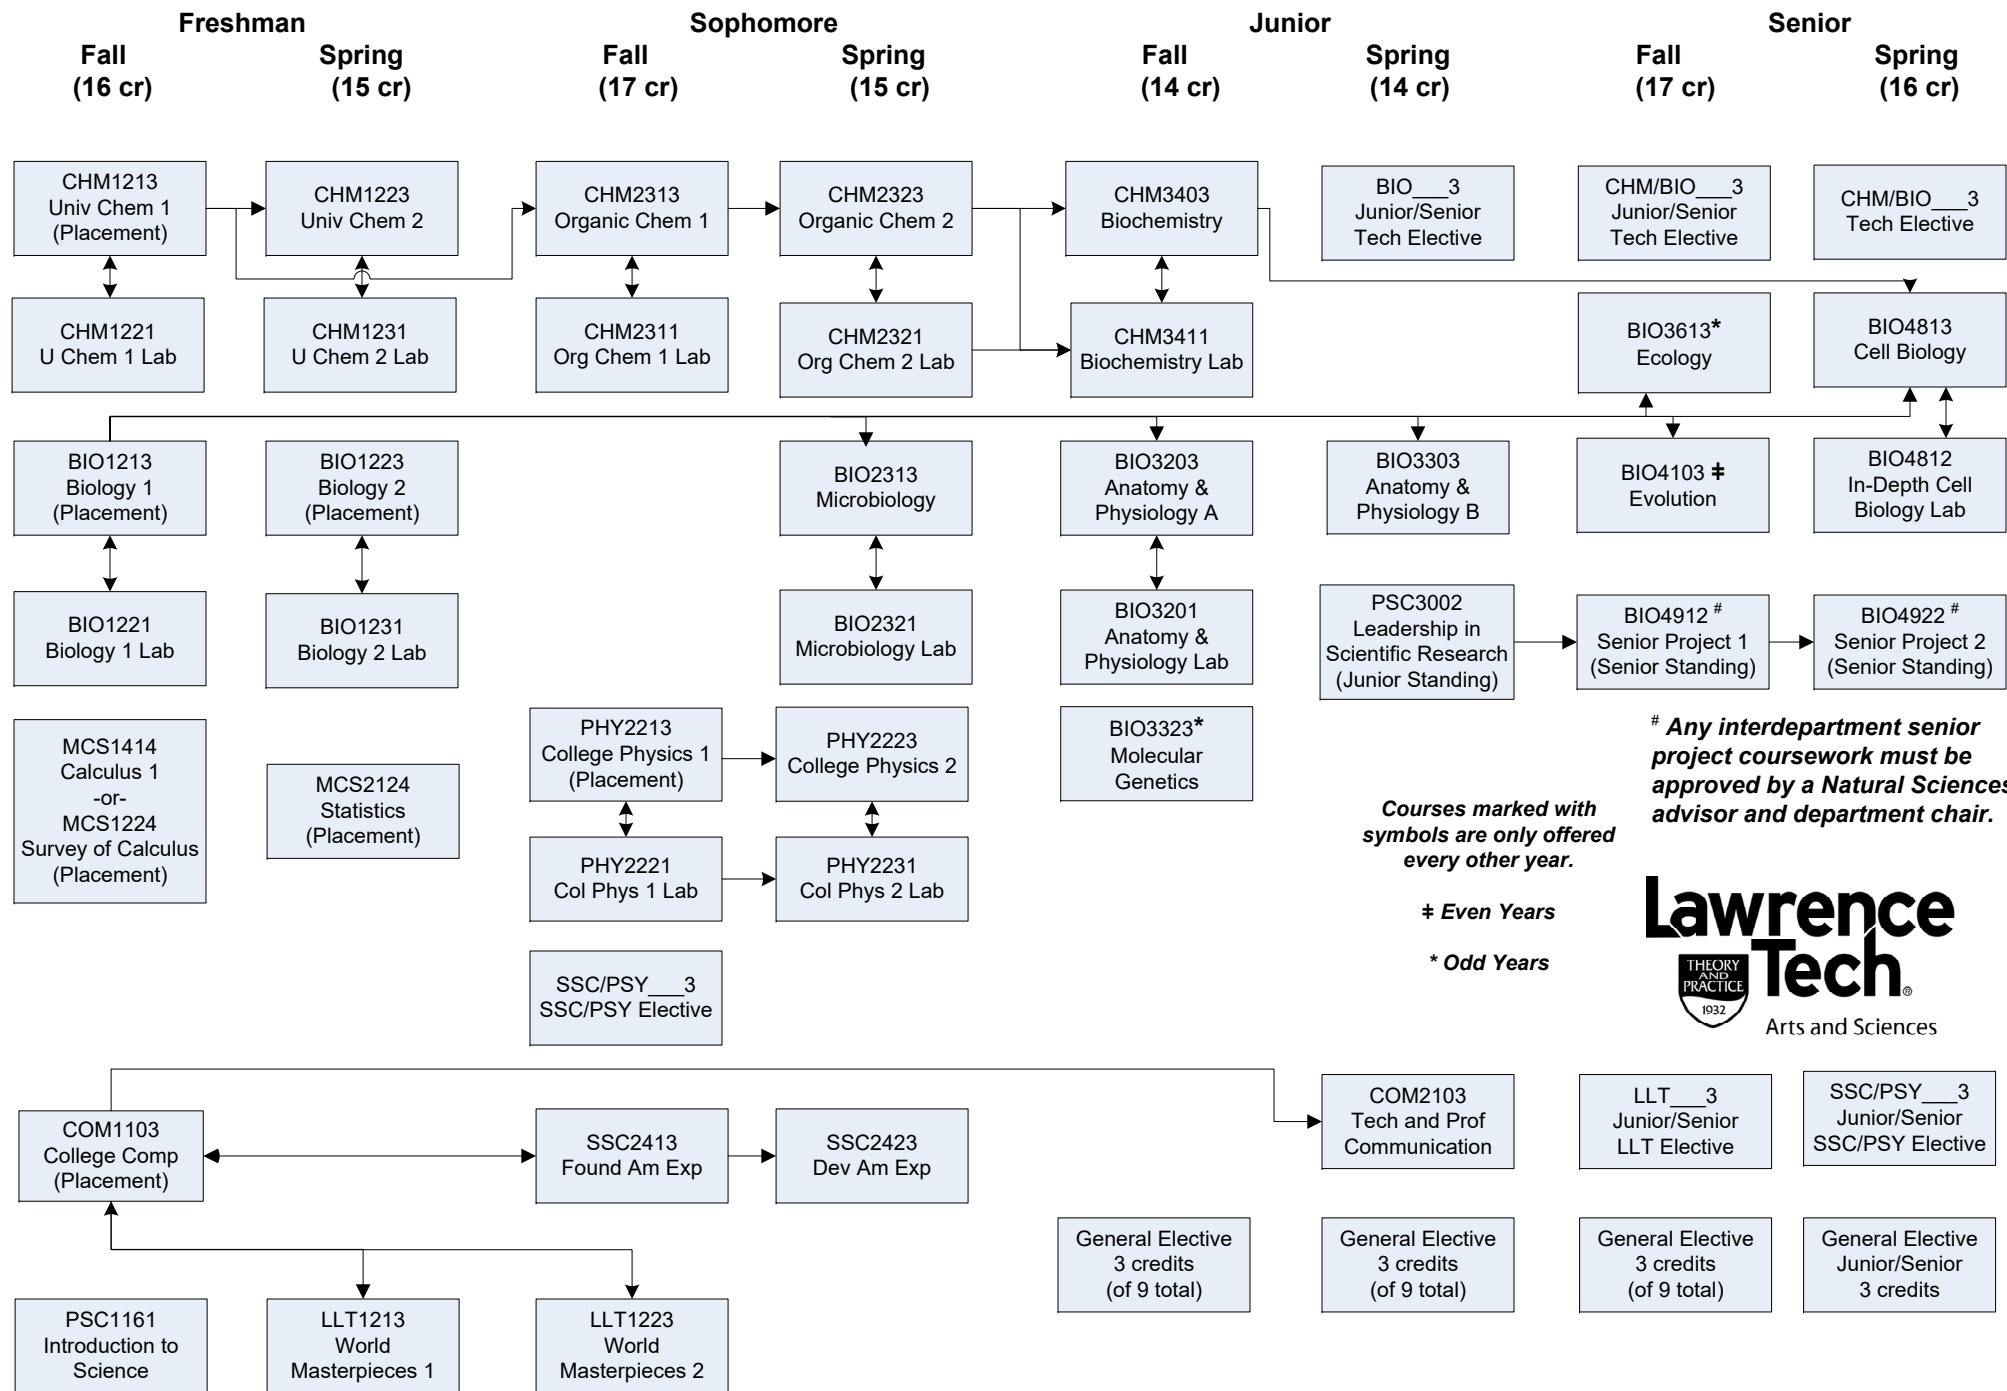 Freshman
Sophomore
Junior
Senior
Fall
(16 cr)
Spring
(15 cr)
Fall
(17 cr)
Spring
(15 cr)
Fall
(14 cr)
Spring
(14 cr)
Fall
(17 cr)
Spring
(16 cr)
CHM1213
Univ Chem 1
(Placement)
CHM1223
Univ Chem 2
CHM2313
Organic Chem 1
CHM2323
Organic Chem 2
CHM3403
Biochemistry
BIO___3
Junior/Senior
Tech Elective
CHM/BIO___3
Junior/Senior
Tech Elective
CHM/BIO___3
Tech Elective
CHM1221
U Chem 1 Lab
CHM1231
U Chem 2 Lab
CHM2311
Org Chem 1 Lab
CHM2321
Org Chem 2 Lab
CHM3411
Biochemistry Lab
BIO3613*
Ecology
BIO4813
Cell Biology
BIO1213
Biology 1
(Placement)
BIO1223
Biology 2
(Placement)
BIO2313
Microbiology
BIO3203
Anatomy &
Physiology A
BIO3303
Anatomy &
Physiology B
BIO4103 ǂ
Evolution
BIO4812
In-Depth Cell
Biology Lab
BIO1221
Biology 1 Lab
BIO1231
Biology 2 Lab
BIO2321
Microbiology Lab
BIO3201
Anatomy &
Physiology Lab
PSC3002
Leadership in
Scientific Research
(Junior Standing)
BIO4912 #
Senior Project 1
(Senior Standing)
BIO4922 #
Senior Project 2
(Senior Standing)
MCS1414
Calculus 1
-or-
MCS1224
Survey of Calculus
(Placement)
MCS2124
Statistics
(Placement)
PHY2213
College Physics 1
(Placement)
PHY2223
College Physics 2
BIO3323*
Molecular
Genetics
# Any interdepartment senior
project coursework must be
approved by a Natural Sciences
advisor and department chair.
Courses marked with
symbols are only offered
every other year.
ǂ Even Years
* Odd Years
PHY2221
Col Phys 1 Lab
PHY2231
Col Phys 2 Lab
Lawrence
Tech®
THEORY
AND
PRACTICE
1932
Arts and Sciences
SSC/PSY___3
SSC/PSY Elective
COM1103
College Comp
(Placement)
SSC2413
Found Am Exp
SSC2423
Dev Am Exp
COM2103
Tech and Prof
Communication
LLT___3
Junior/Senior
LLT Elective
SSC/PSY___3
Junior/Senior
SSC/PSY Elective
General Elective
3 credits
(of 9 total)
General Elective
3 credits
(of 9 total)
General Elective
3 credits
(of 9 total)
General Elective
Junior/Senior
3 credits
PSC1161
Introduction to
Science
LLT1213
World
Masterpieces 1
LLT1223
World
Masterpieces 2